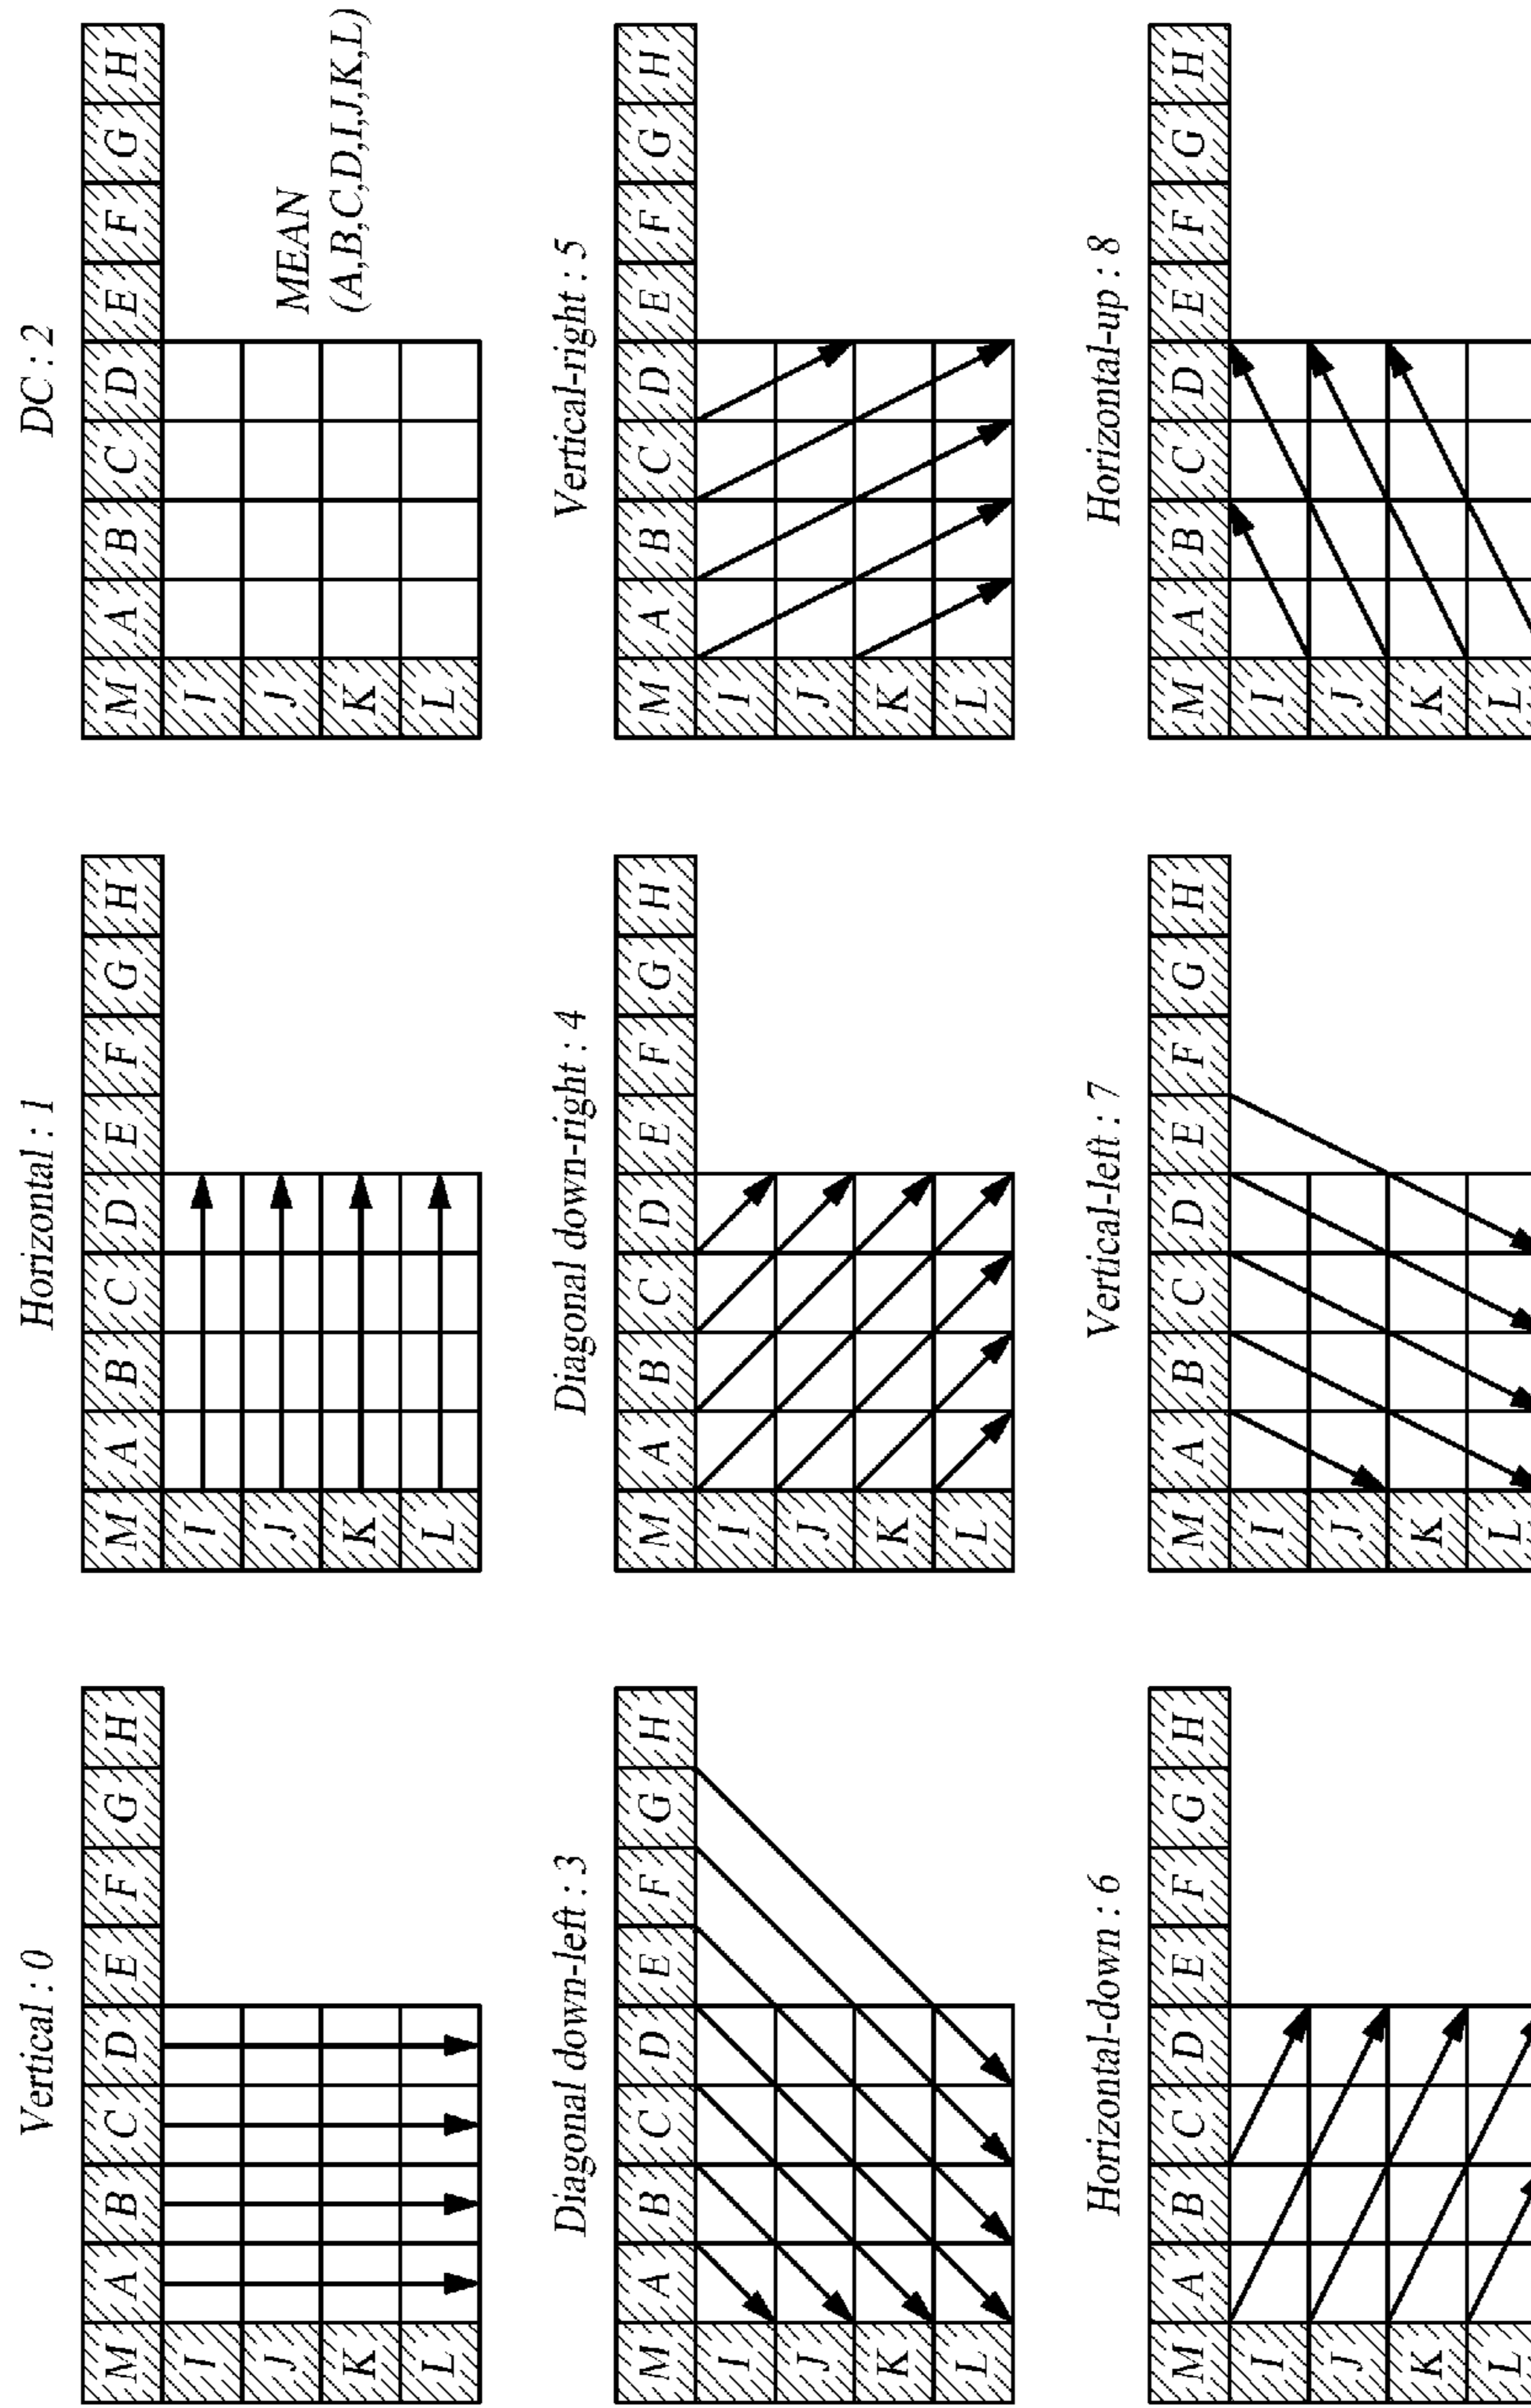 Vertical : 0
M A B C D E F G H
I
J
K
L
Horizontal : 1
M A B C D E F G H
I
J
K
L
DC : 2
M A B C D E F G H
I
J
K
L
MEAN
(A,B,C,D,I,J,K,L)
Diagonal down-left : 3
M A B C D E F G H
I
J
K
L
Diagonal down-right : 4
M A B C D E F G H
I
J
K
L
Vertical-right : 5
M A B C D E F G H
I
J
K
L
Horizontal-down : 6
M A B C D E F G H
I
J
K
L
Vertical-left : 7
M A B C D E F G H
I
J
K
L
Horizontal-up : 8
M A B C D E F G H
I
J
K
L